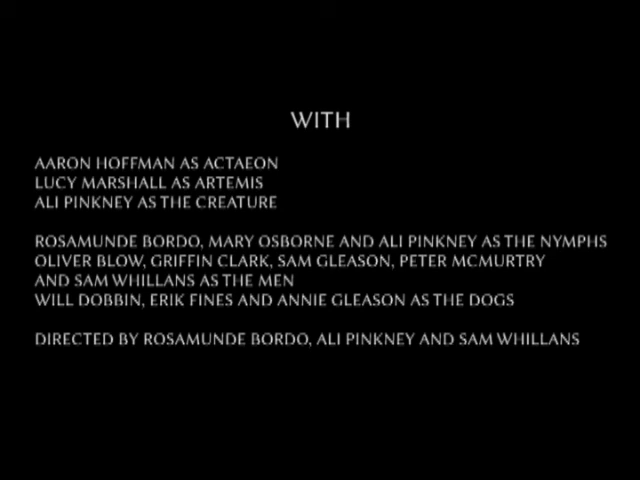 WITH
AARON HOFFMAN AS ACTAEON
LUCY MARSHALL AS ARTEMIS
ALI PINKNEY AS THE CREATURE
ROSAMUNDE BORDO, MARY OSBORNE AND ALI PINKNEY AS THE NYMPHS
OLIVER BLOW, GRIFFIN CLARK, SAM GLEASON, PETER MCMURTRY
AND SAM WHILLANS AS THE MEN
WILL DOBBIN, ERIK FINES AND ANNIE GLEASON AS THE DOGS
DIRECTED BY ROSAMUNDE BORDO, ALI PINKNEY AND SAM WHILLANS